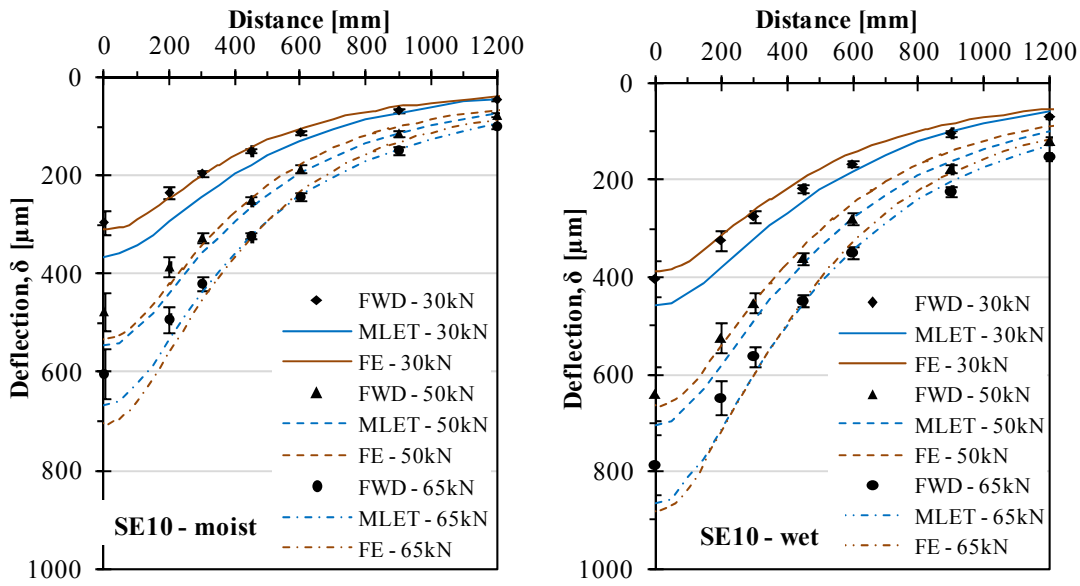 Distance [mm]
0 200 400 600 800 1000 1200
0
200
400
600
800
1000
Deflection, δ [µm]
FWD - 30kN
MLET - 30kN
FE - 30kN
FWD - 50kN
MLET - 50kN
FE - 50kN
FWD - 65kN
MLET - 65kN
FE - 65kN
SE10 - moist
Distance [mm]
0 200 400 600 800 1000 1200
0
200
400
600
800
1000
Deflection, δ [µm]
FWD - 30kN
MLET - 30kN
FE - 30kN
FWD - 50kN
MLET - 50kN
FE - 50kN
FWD - 65kN
MLET - 65kN
FE - 65kN
SE10 - wet